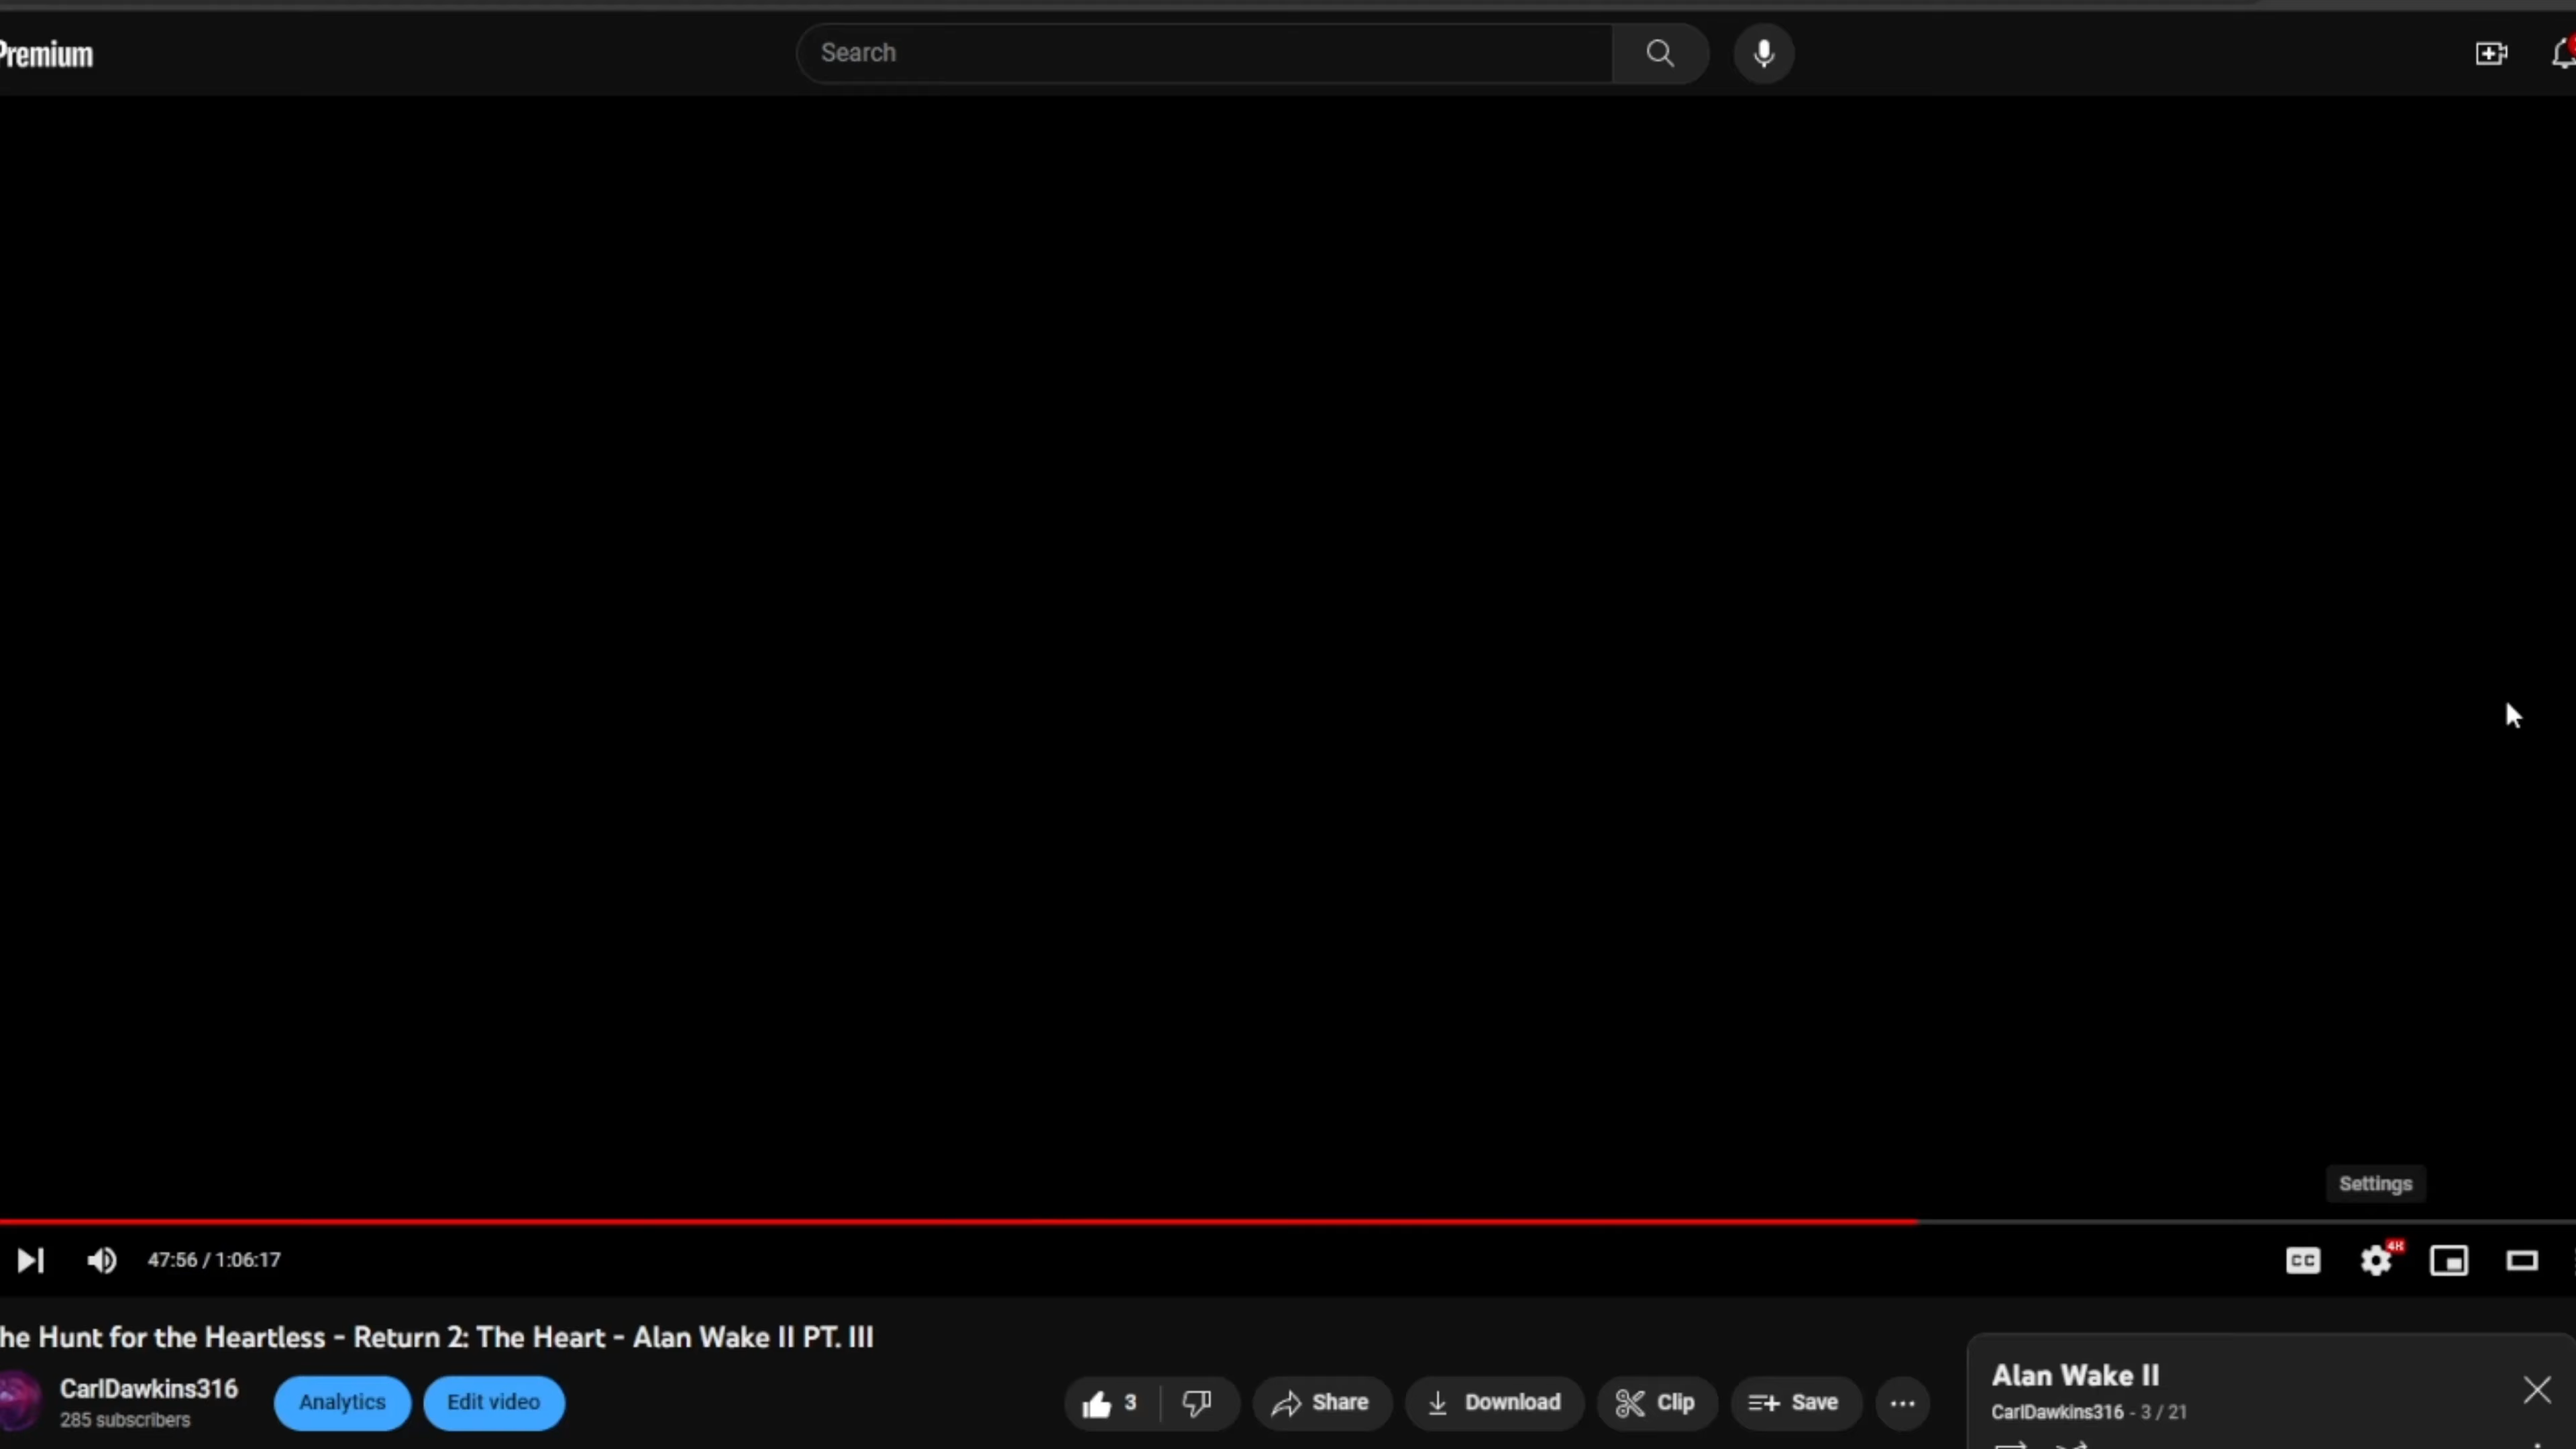 Premium
Search
Settings
47:56 / 1:06:17
CC
4K
he Hunt for the Heartless - Return 2: The Heart - Alan Wake II PT. III
CarlDawkins316
285 subscribers
Analytics
Edit video
3
Share
Download
Clip
Save
Alan Wake II
CarlDawkins316 - 3 / 21